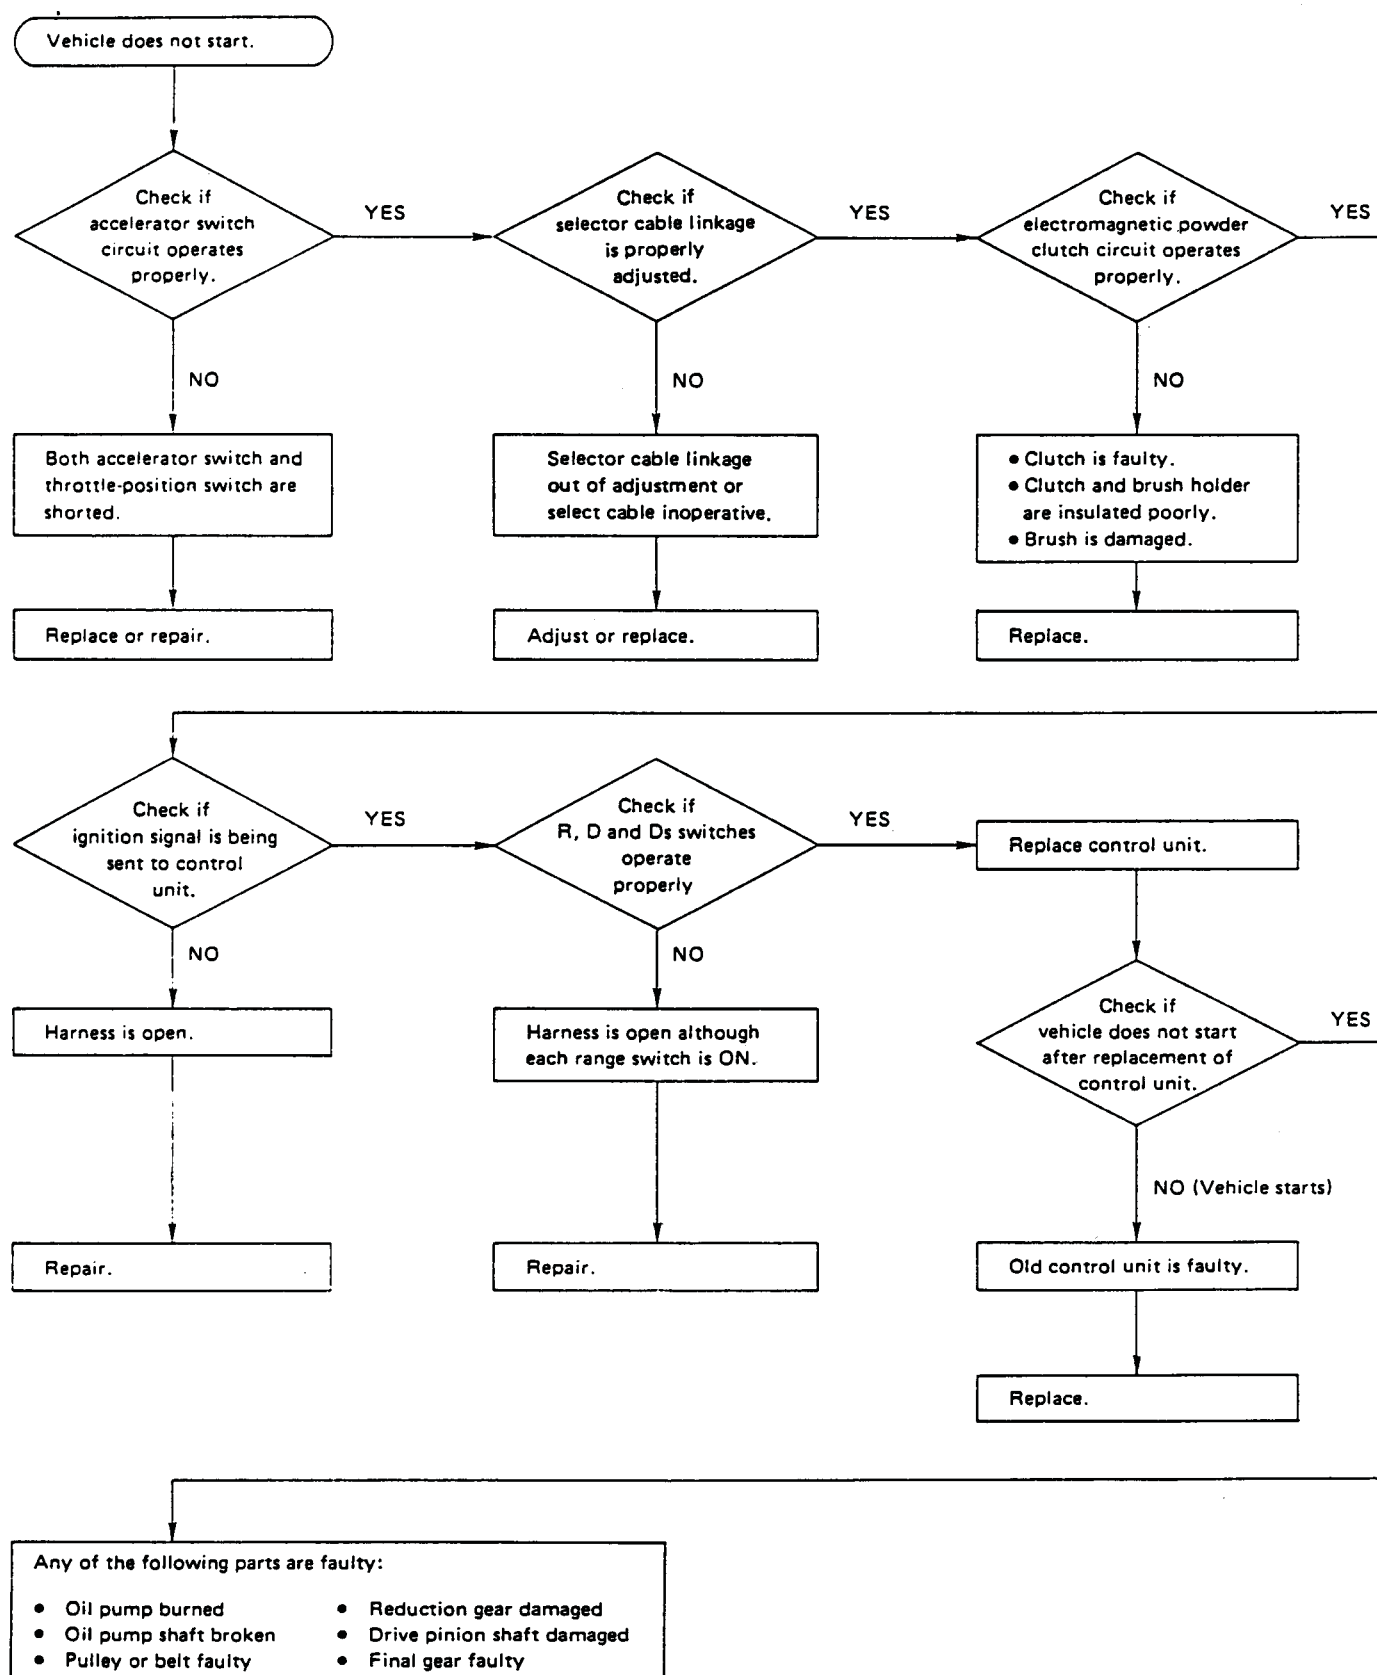 Vehicle does not start.
Check if
accelerator switch
circuit operates
properly.
YES
Check if
selector cable linkage
is properly
adjusted.
YES
Check if
electromagnetic powder
clutch circuit operates
properly.
YES
NO
NO
NO
Both accelerator switch and
throttle-position switch are
shorted.
Selector cable linkage
out of adjustment or
select cable inoperative.
• Clutch is faulty.
• Clutch and brush holder
are insulated poorly.
• Brush is damaged.
Replace or repair.
Adjust or replace.
Replace.
Check if
ignition signal is being
sent to control
unit.
YES
Check if
R, D and Ds switches
operate
properly
YES
Replace control unit.
NO
NO
Check if
vehicle does not start
after replacement of
control unit.
YES
Harness is open.
Harness is open although
each range switch is ON.
NO (Vehicle starts)
Repair.
Repair.
Old control unit is faulty.
Replace.
Any of the following parts are faulty:
• Oil pump burned
• Oil pump shaft broken
• Pulley or belt faulty
• Reduction gear damaged
• Drive pinion shaft damaged
• Final gear faulty